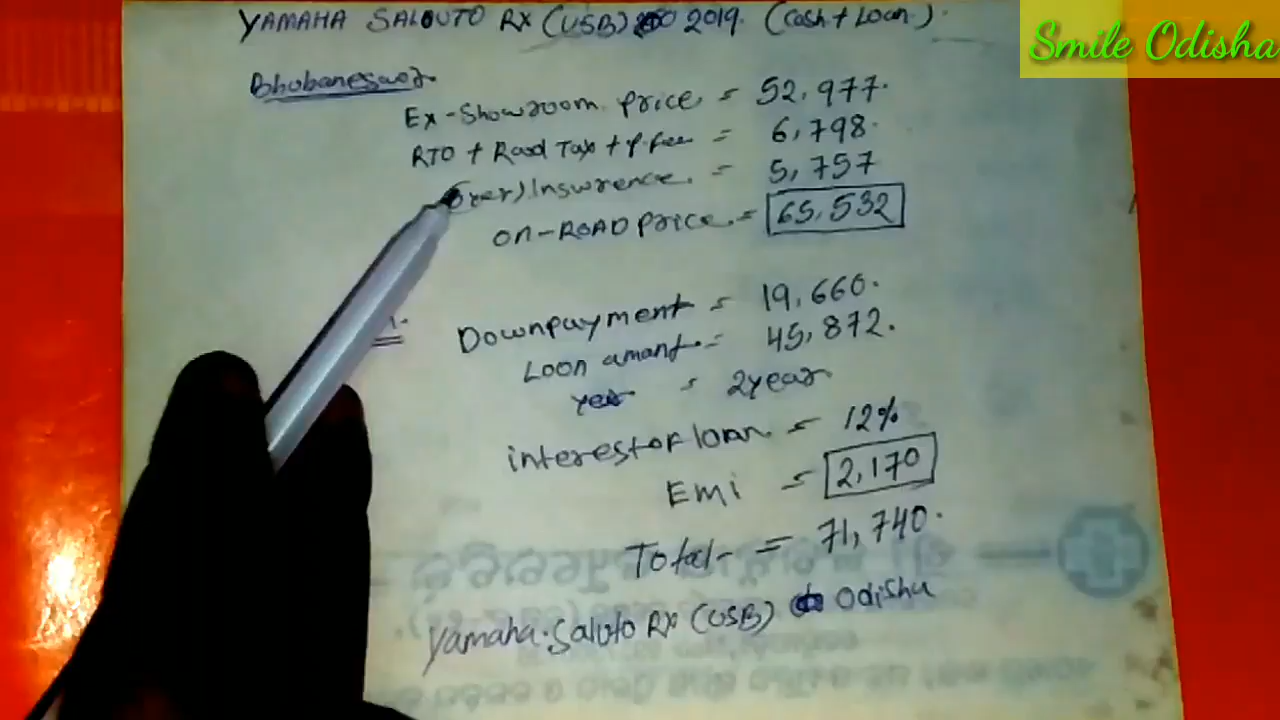 YAMAHA SALUTO RX (USB) 2019. (Cash + Loan).
Smile Odisha
Bhubaneswar.
Ex-Showroom Price = 52,977.
RTO + Road Tax + P.fee = 6,798.
Insurence. = 5,757
ON-ROAD Price = 65,532
Downpayment = 19,660.
Loon amant = 45,872.
year = 2year
interest of loan = 12%
Emi = 2,170
Total- = 71,740.
Yamaha.Saluto RX (USB) Odisha